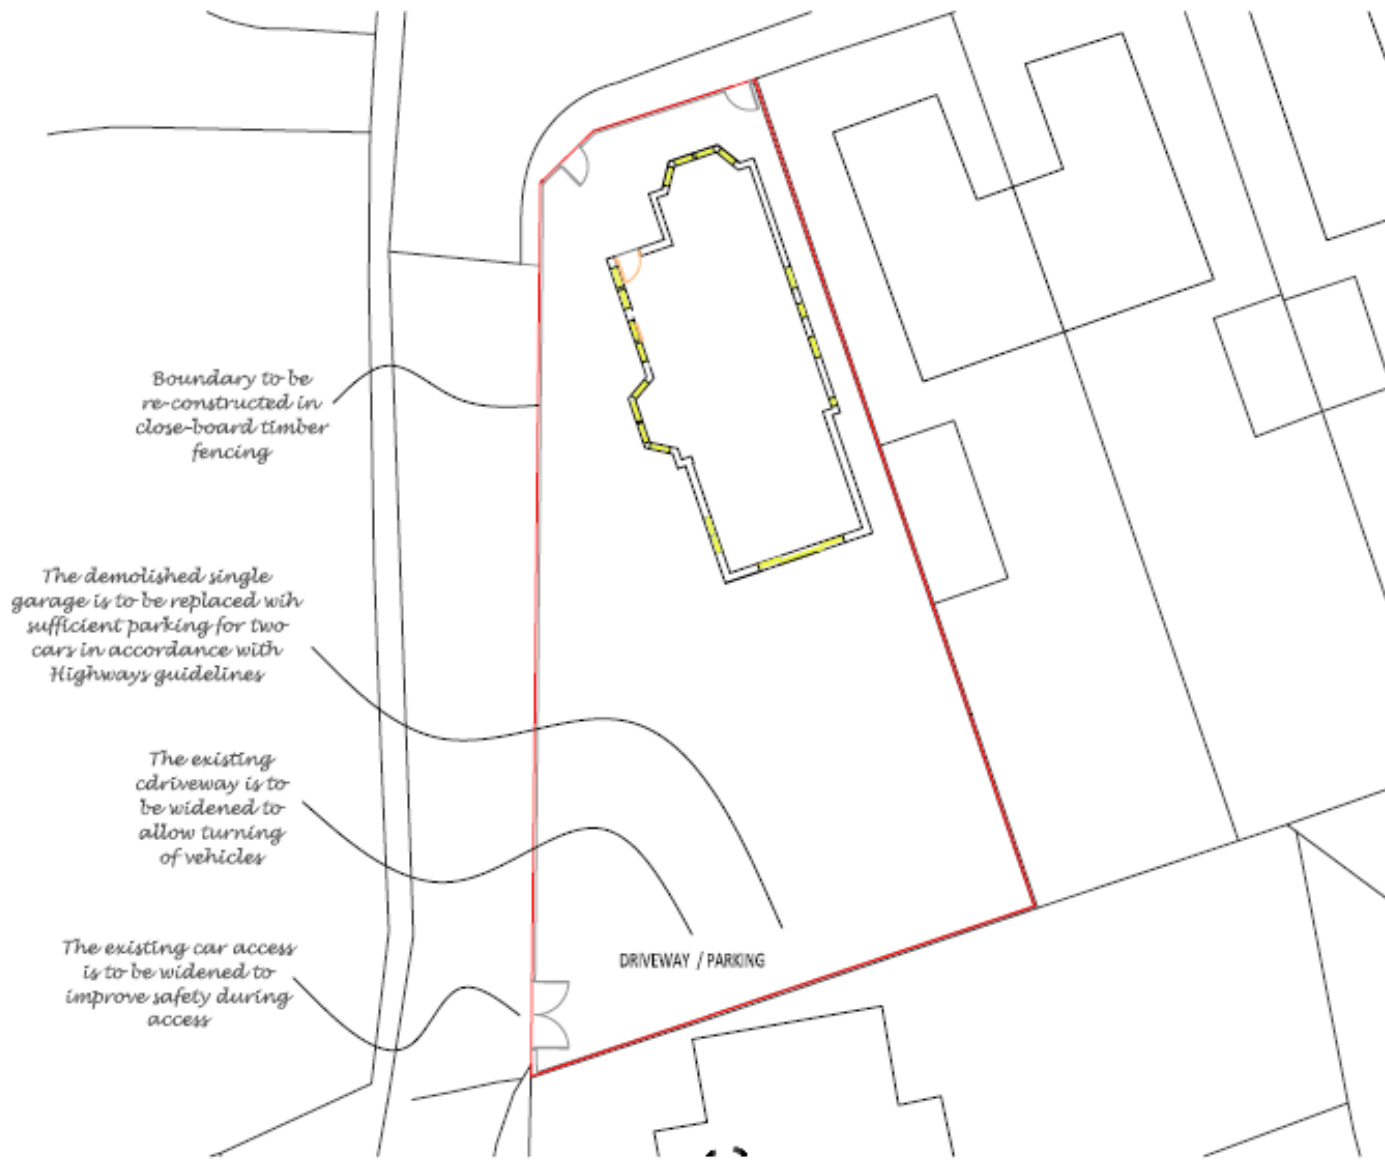 Boundary to be
re-constructed in
close-board timber
fencing
The demolished single
garage is to be replaced wih
sufficient parking for two
cars in accordance with
Highways guidelines
The existing
cdriveway is to
be widened to
allow turning
of vehicles
The existing car access
is to be widened to
improve safety during
access
DRIVEWAY / PARKING